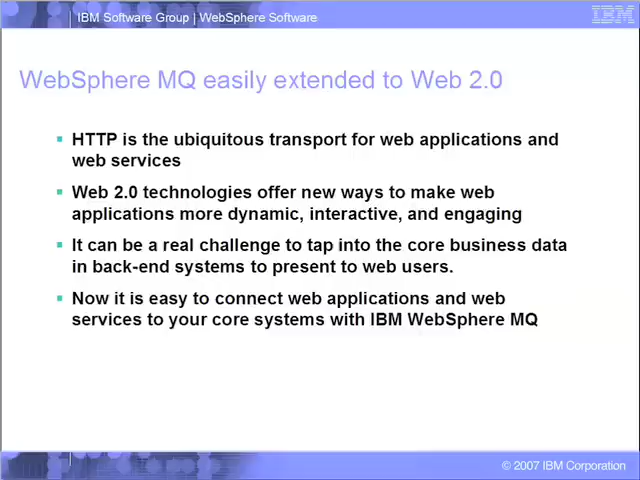 IBM Software Group | WebSphere Software
IBM
WebSphere MQ easily extended to Web 2.0
HTTP is the ubiquitous transport for web applications and
web services
Web 2.0 technologies offer new ways to make web
applications more dynamic, interactive, and engaging
It can be a real challenge to tap into the core business data
in back-end systems to present to web users.
Now it is easy to connect web applications and web
services to your core systems with IBM WebSphere MQ
© 2007 IBM Corporation